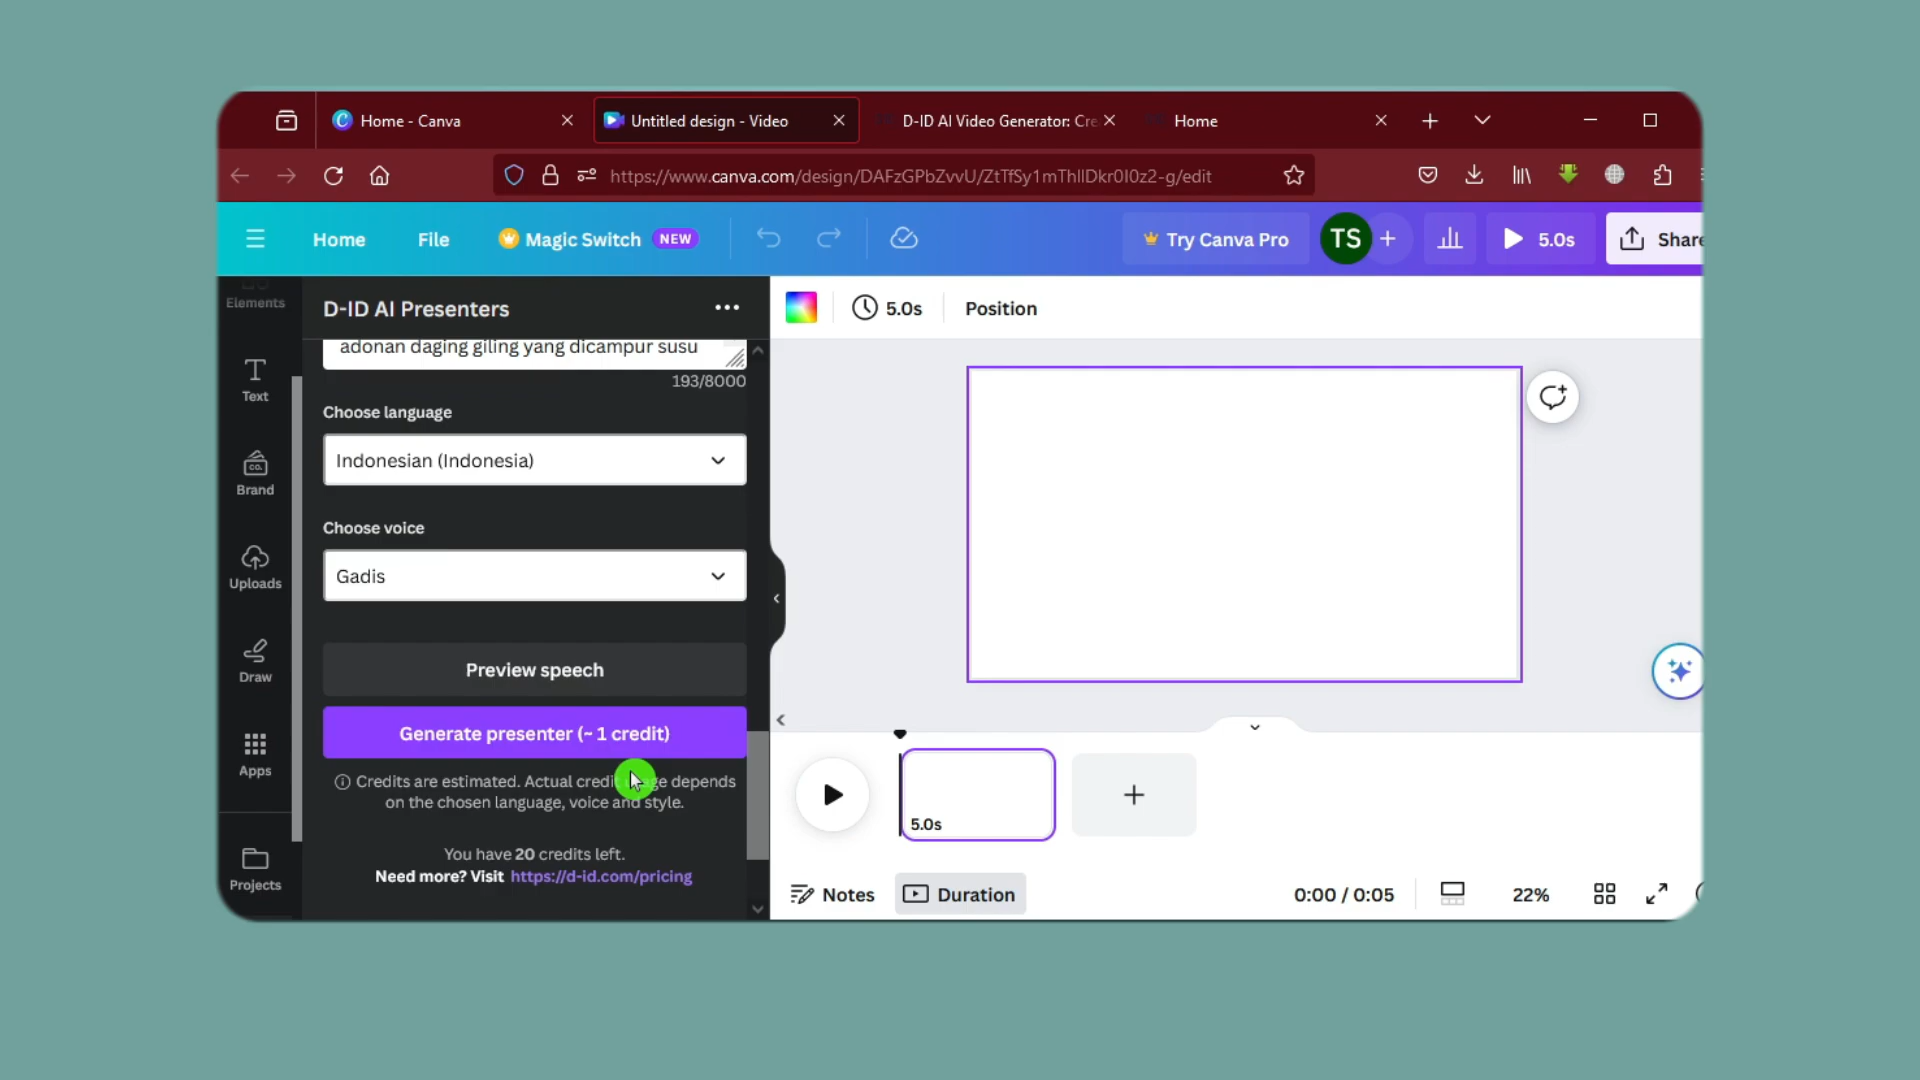 Home - Canva
Untitled design - Video
D-ID AI Video Generator: Cre
Home
https://www.canva.com/design/DAFzGPbZvvU/ZtTfSy1mThIlDkr0I0z2-g/edit
Home
File
Magic Switch
NEW
Try Canva Pro
TS
5.0s
Share
Elements
Text
CO.
Brand
Uploads
Draw
Apps
Projects
D-ID AI Presenters
adonan daging giling yang dicampur susu
193/8000
Choose language
Indonesian (Indonesia)
Choose voice
Gadis
Preview speech
Generate presenter (~ 1 credit)
Credits are estimated. Actual credit usage depends
on the chosen language, voice and style.
You have 20 credits left.
Need more? Visit https://d-id.com/pricing
5.0s
Position
5.0s
Notes
Duration
0:00 / 0:05
22%